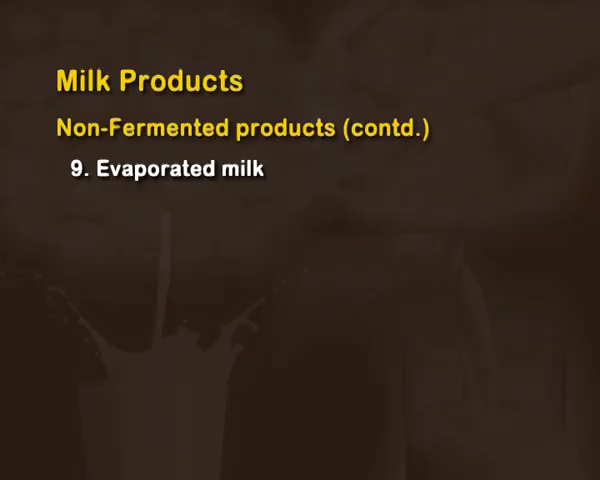 Milk Products
Non-Fermented products (contd.)
9. Evaporated milk